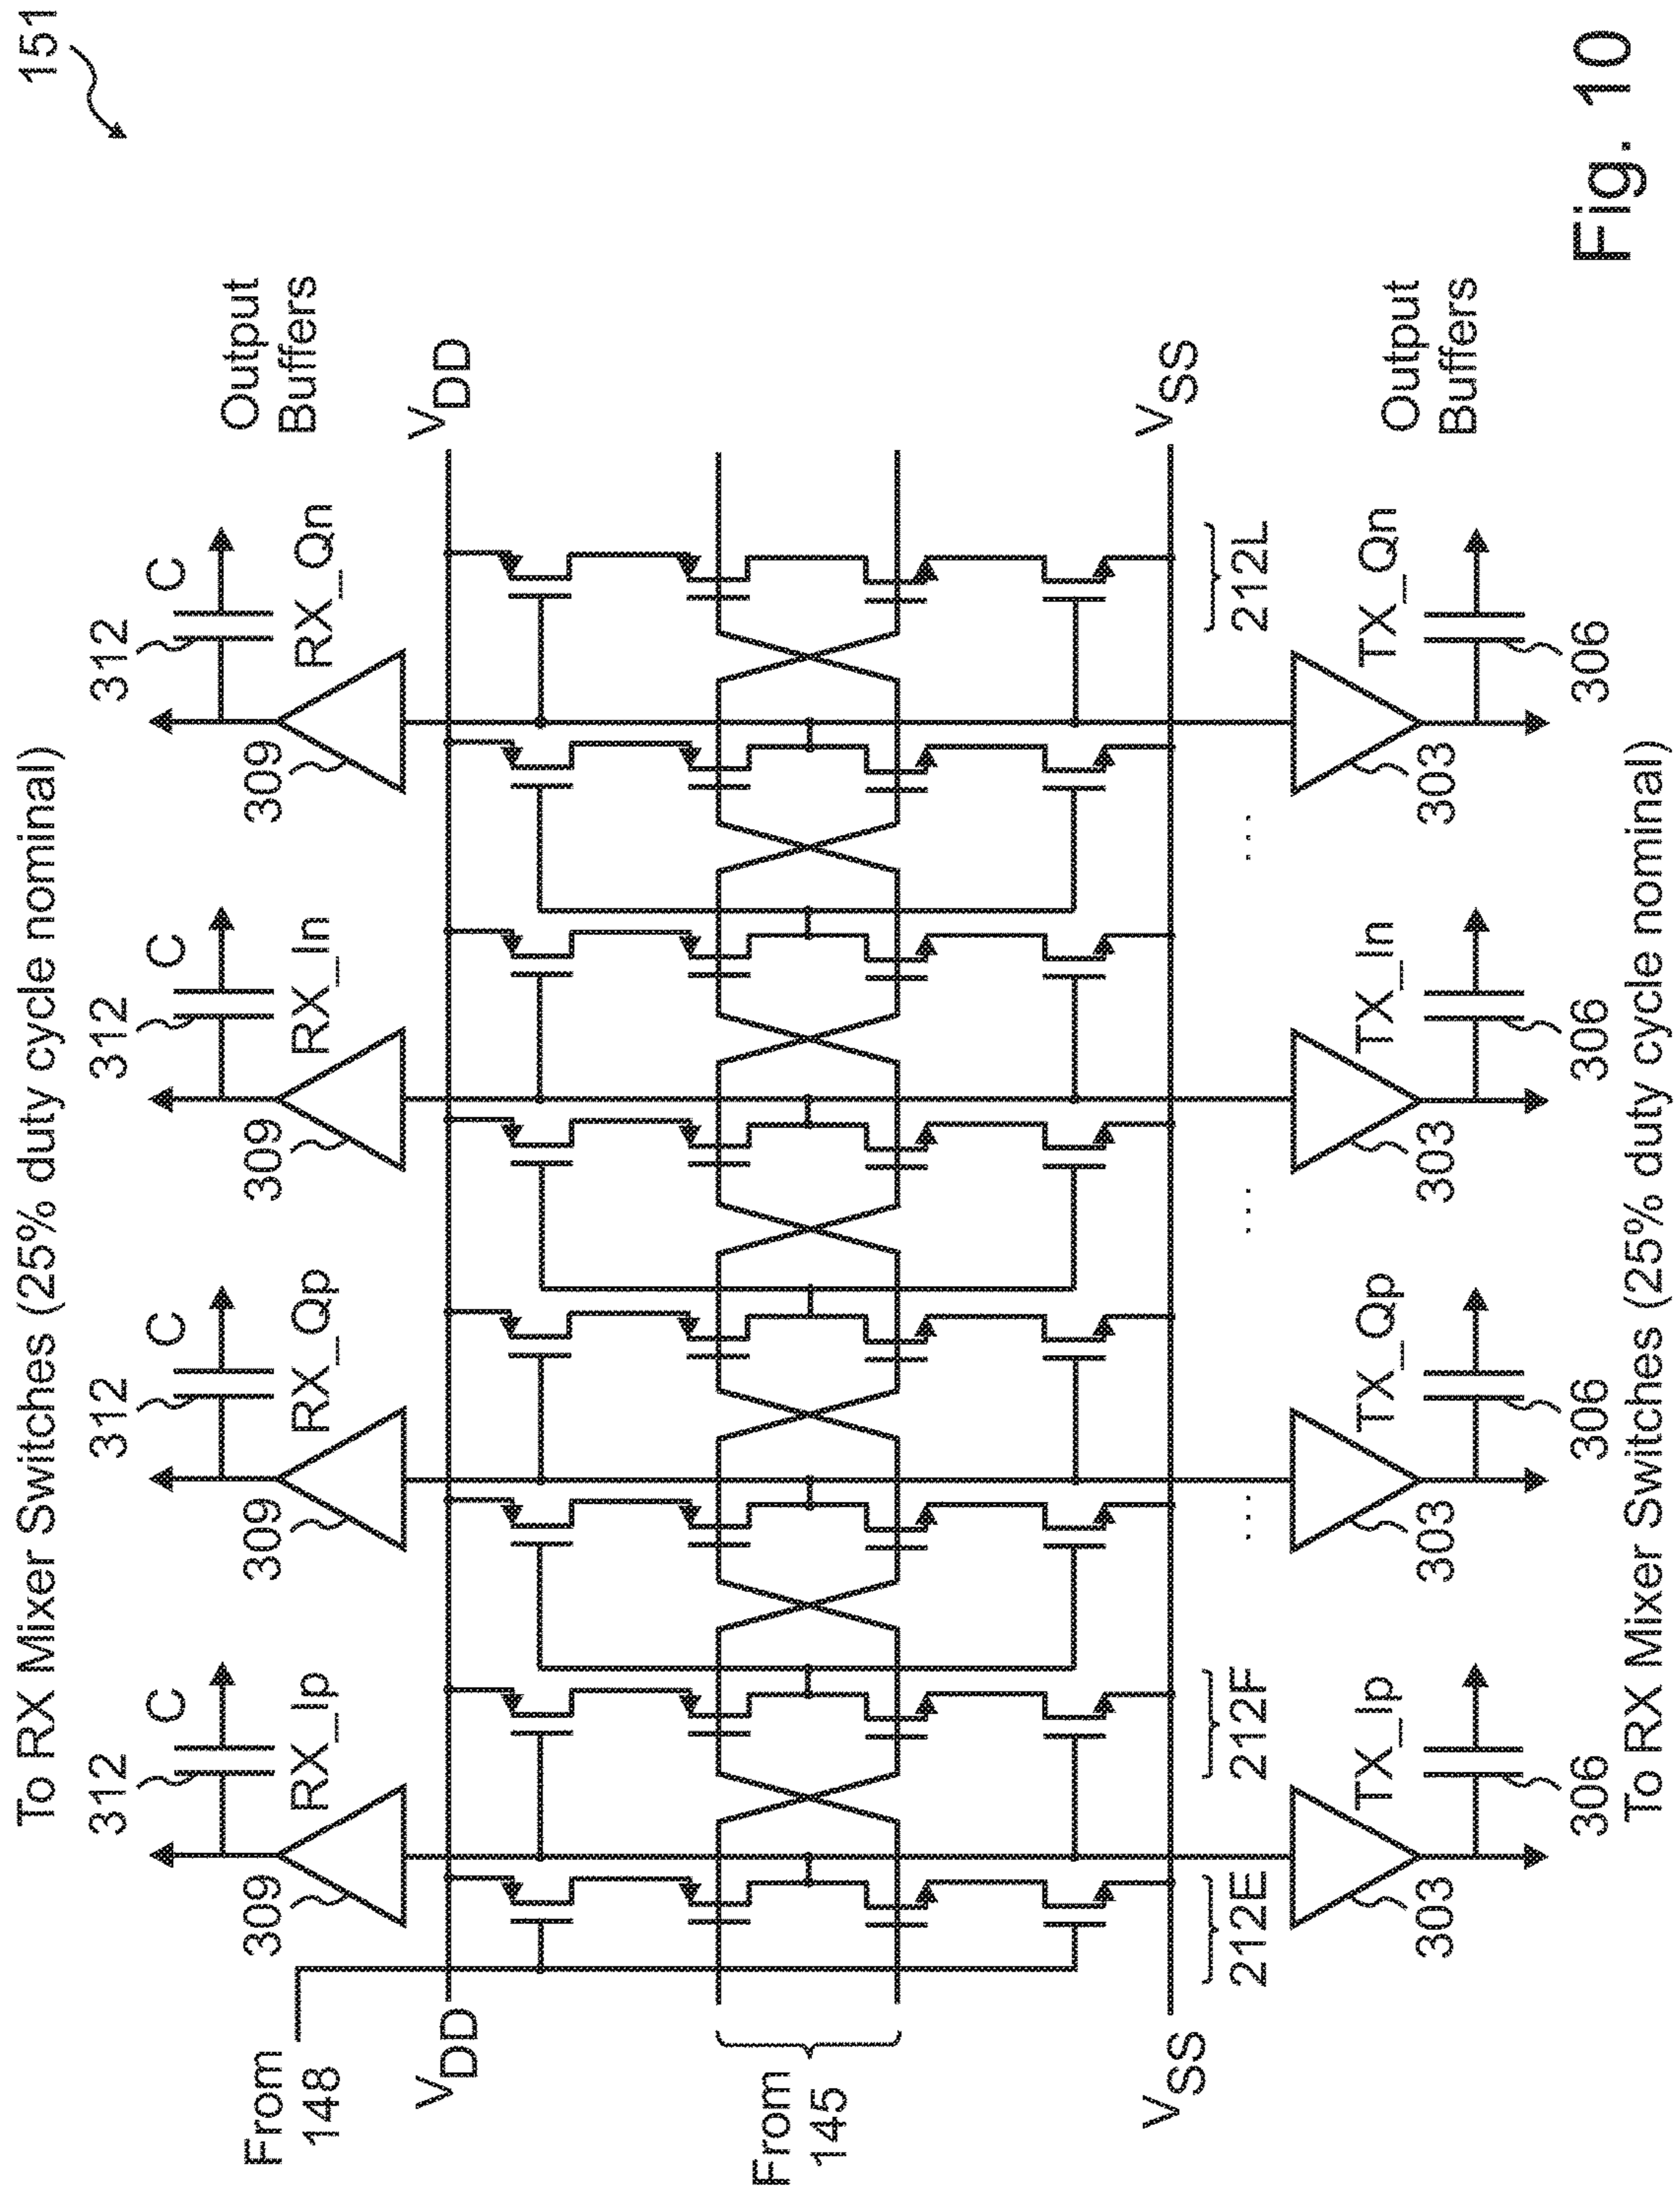 151
To RX Mixer Switches (25% duty cycle nominal)
312
C
312
C
312
C
312
C
Output
Buffers
309
RX_Ip
309
RX_Qp
309
RX_In
309
RX_Qn
From
148
VDD
VDD
From
145
VSS
VSS
212E
212F
...
...
...
212L
303
TX_Ip
303
TX_Qp
303
TX_In
303
TX_Qn
Output
Buffers
306
306
306
306
To RX Mixer Switches (25% duty cycle nominal)
Fig. 10